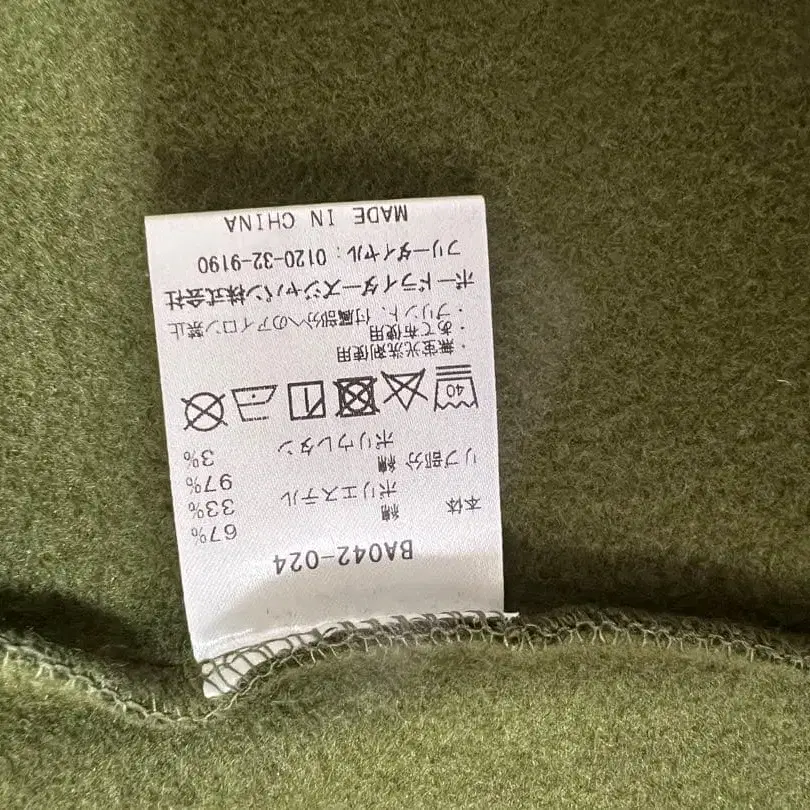 BA042-024
本体 綿 67%
ポリエステル 33%
リブ部分 綿 97%
ポリウレタン 3%
40
・無蛍光洗剤使用
・あて布使用
・プリント、付属部分へのアイロン禁止
ボードライダーズジャパン株式会社
フリーダイヤル：0120-32-9190
MADE IN CHINA